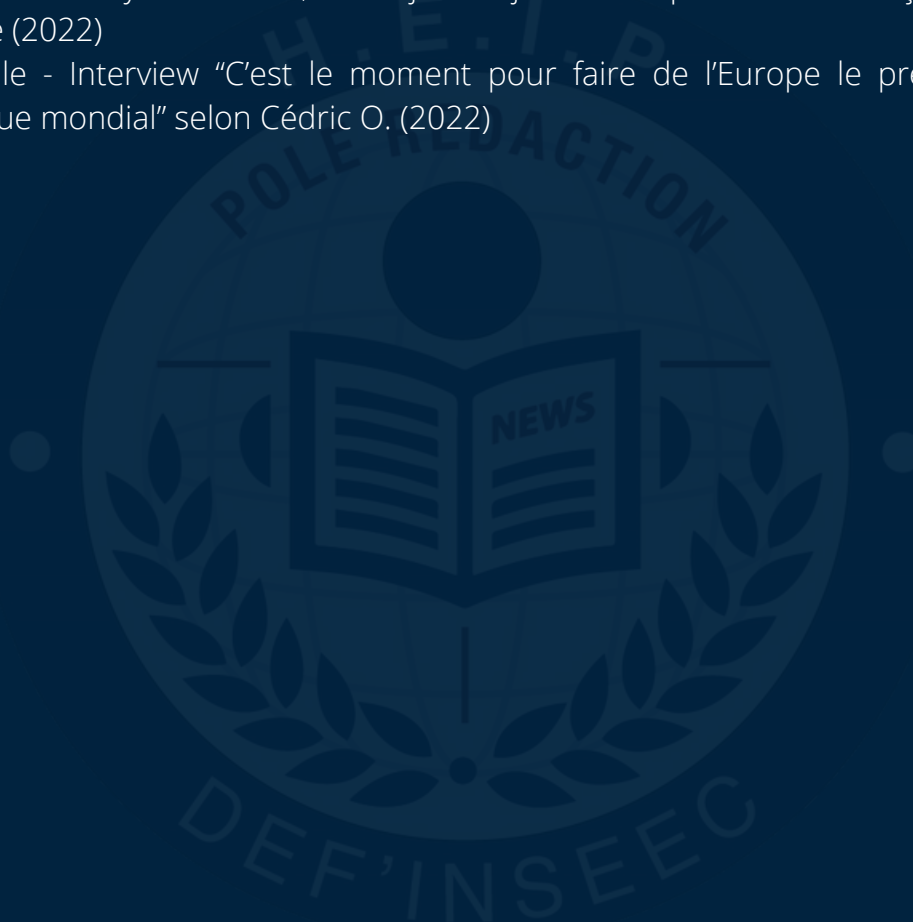 e (2022)
le - Interview “C’est le moment pour faire de l’Europe le pre
ue mondial” selon Cédric O. (2022)
H.E.I.P
POLE REDACTION
NEWS
DEF’INSEEC